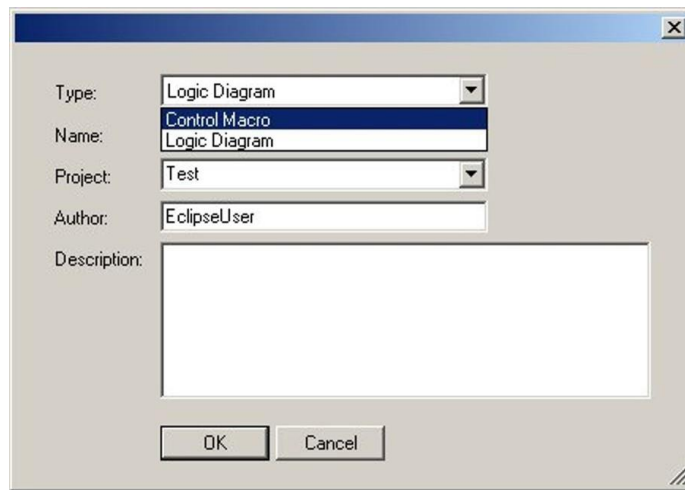 Type:
Logic Diagram
Control Macro
Logic Diagram
Name:
Project:
Test
Author:
EclipseUser
Description:
OK
Cancel